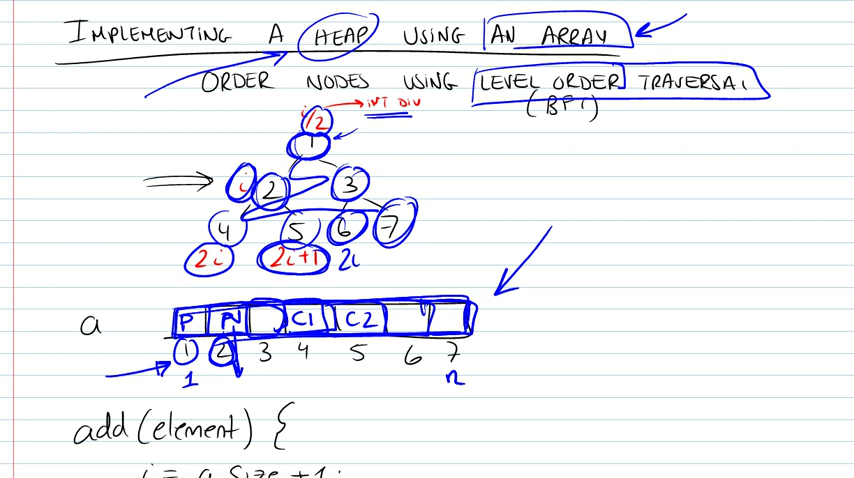 IMPLEMENTING A HEAP USING AN ARRAY
ORDER NODES USING LEVEL ORDER TRAVERSAL
(BFT)
i/2 → INT DIV
1
i 2 3
4 5 6 7
2i 2i+1 2i
a P N C1 C2
1 2 3 4 5 6 7
1 n
add (element) {
i = a.size +1;